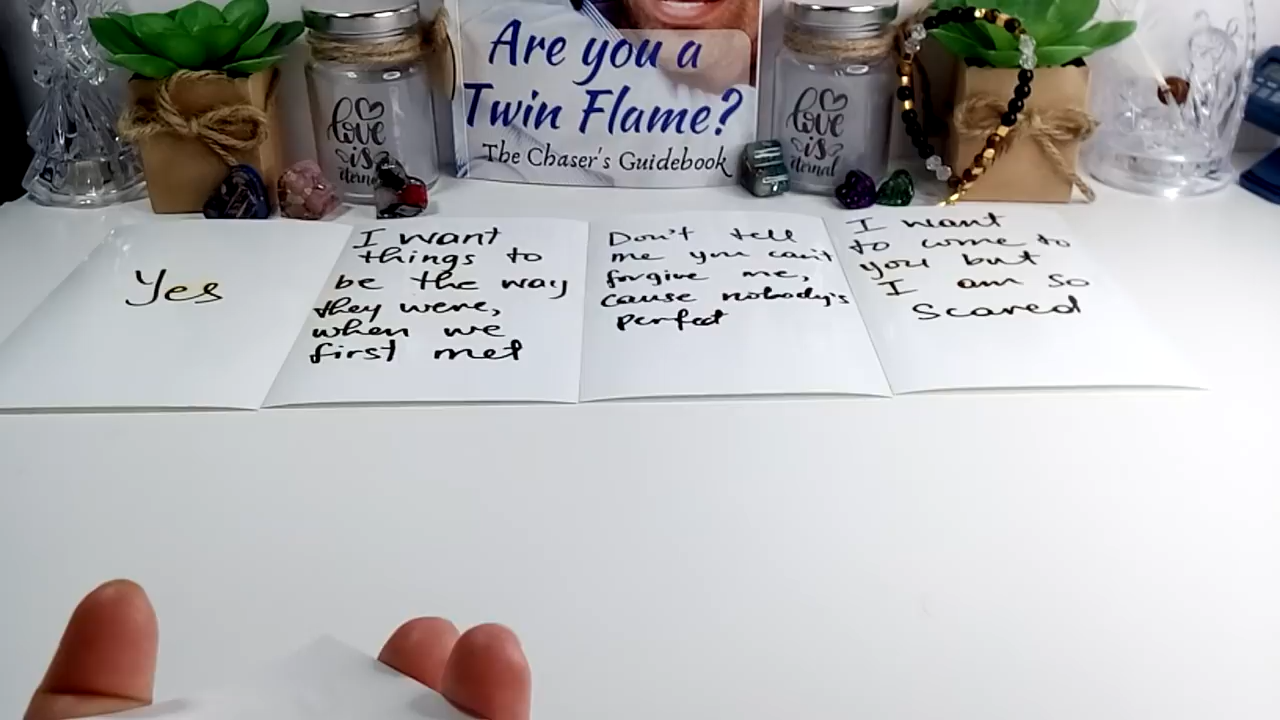 Are you a
Twin Flame?
The Chaser's Guidebook
love
is
love
is
eternal
Yes
I want
things to
be the way
they were,
when we
first met
Don't tell
me you can't
forgive me,
cause nobody's
perfect
I want
to come to
you but
I am so
scared